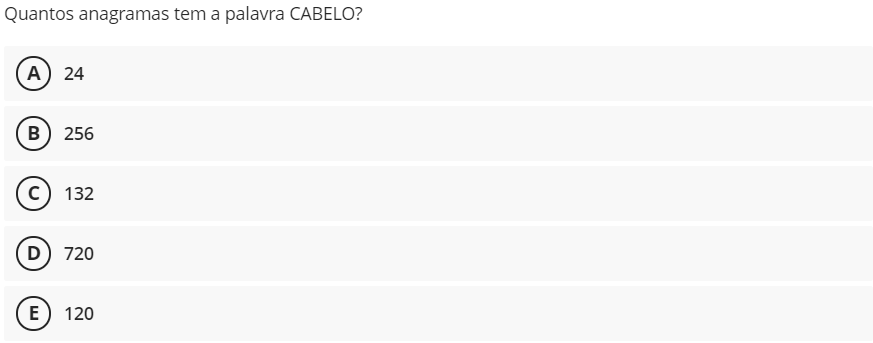 Quantos anagramas tem a palavra CABELO?
A 24
B 256
C 132
D 720
E 120